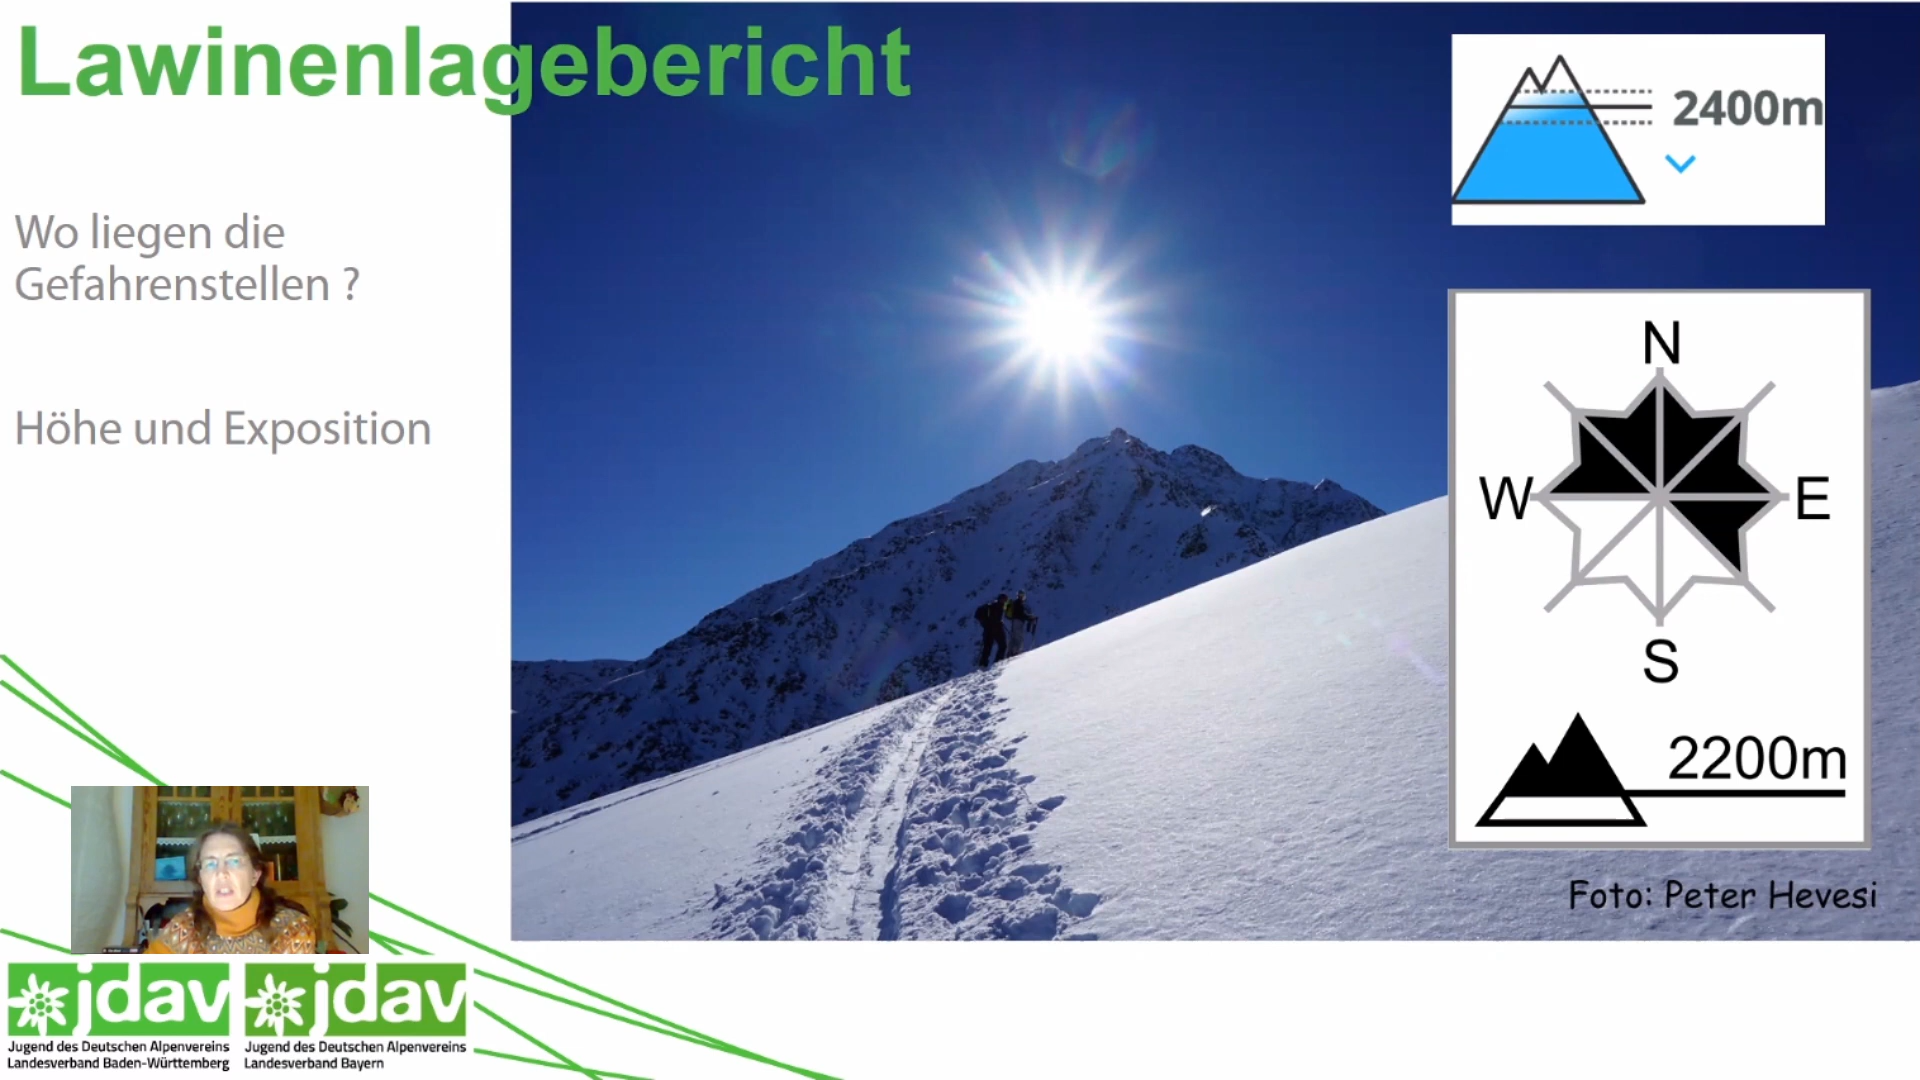 Lawinenlagebericht
Wo liegen die
Gefahrenstellen ?
Höhe und Exposition
2400m
N
W
E
S
2200m
Foto: Peter Hevesi
jdav
Jugend des Deutschen Alpenvereins
Landesverband Baden-Württemberg
jdav
Jugend des Deutschen Alpenvereins
Landesverband Bayern